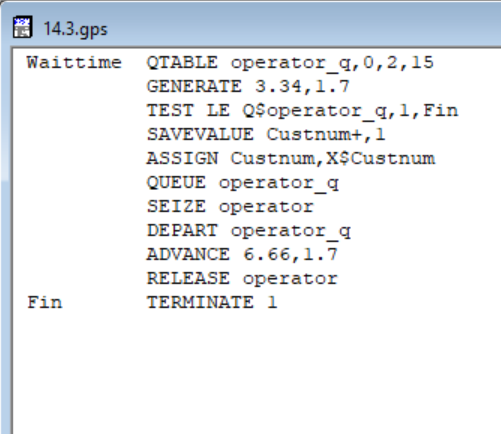 14.3.gps
Waittime QTABLE operator_q,0,2,15
GENERATE 3.34,1.7
TEST LE Q$operator_q,1,Fin
SAVEVALUE Custnum+,1
ASSIGN Custnum,X$Custnum
QUEUE operator_q
SEIZE operator
DEPART operator_q
ADVANCE 6.66,1.7
RELEASE operator
Fin TERMINATE 1